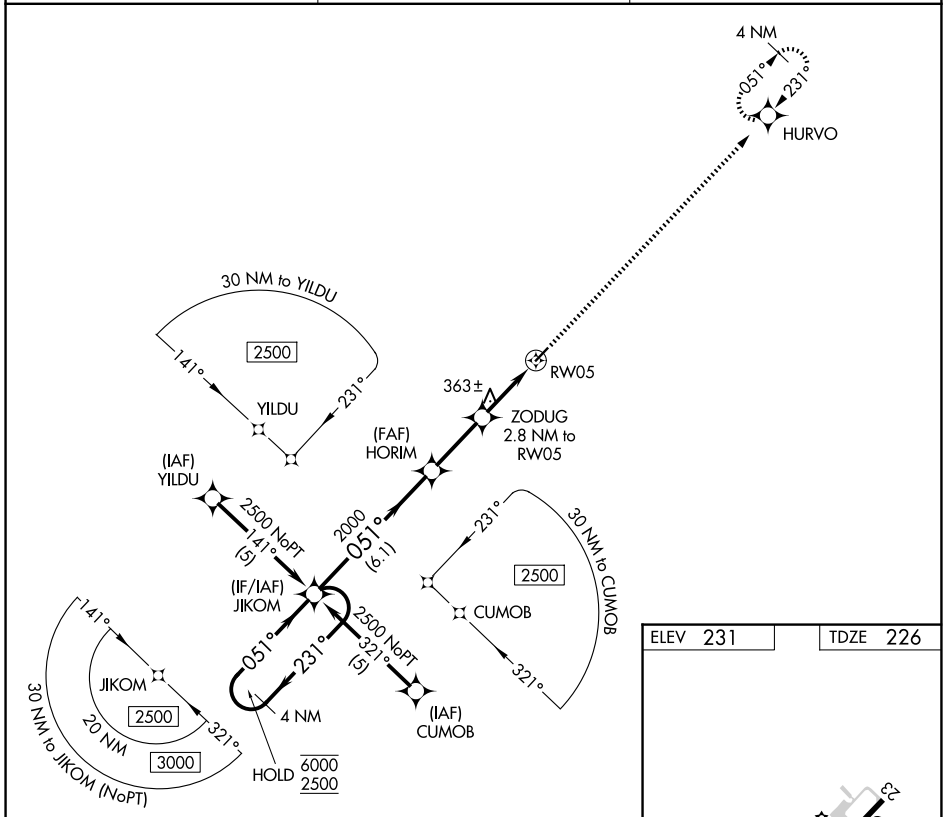 4 NM
051°
231°
HURVO
30 NM to YILDU
2500
141°
231°
YILDU
RW05
363±
ZODUG
2.8 NM to
RW05
(FAF)
HORIM
(IAF)
YILDU
2500 NoPT
141°
(5)
2000
051°
(6.1)
231°
30 NM to CUMOB
2500
CUMOB
321°
(IF/IAF)
JIKOM
2500 NoPT
321°
(5)
051°
231°
4 NM
(IAF)
CUMOB
HOLD
6000
2500
141°
JIKOM
2500
321°
20 NM
3000
30 NM to JIKOM (NoPT)
ELEV 231
TDZE 226
23